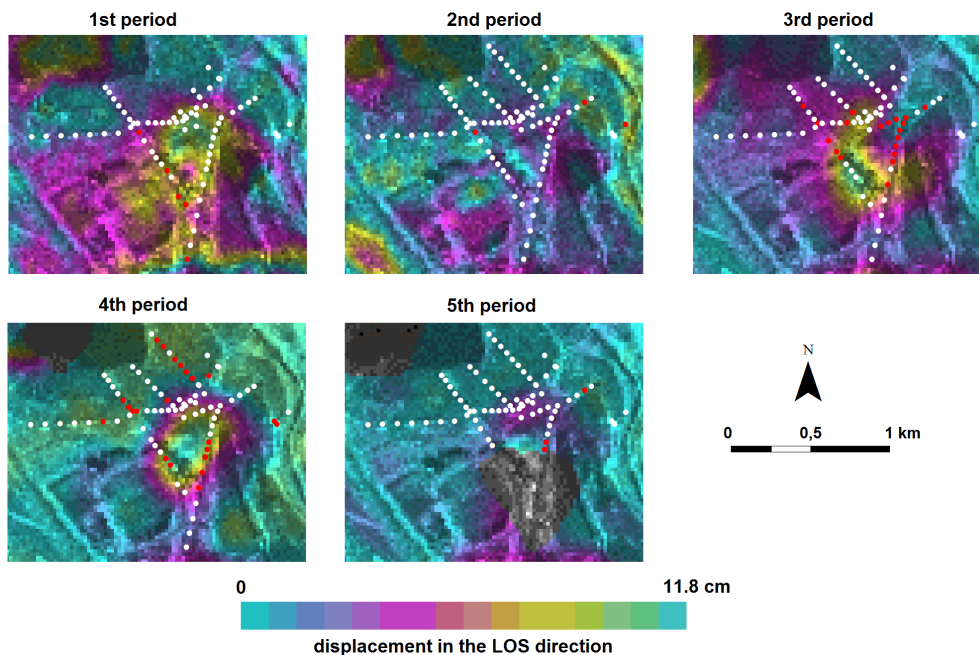 1st period
2nd period
3rd period
4th period
5th period
N
0 0,5 1 km
0 11.8 cm
displacement in the LOS direction